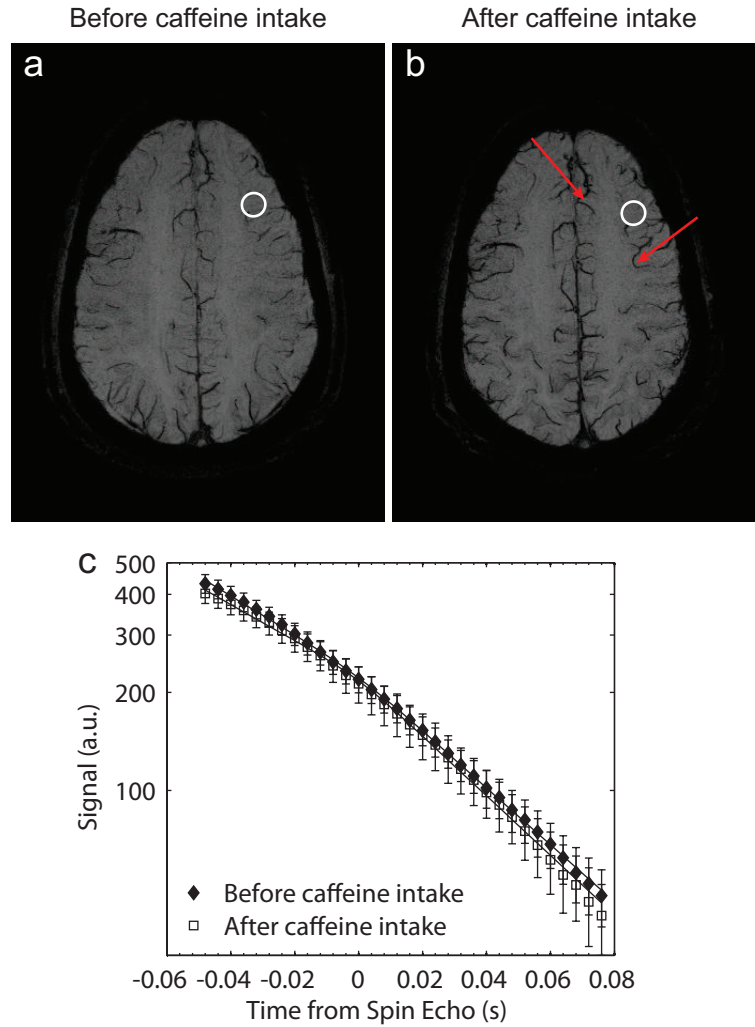 Before caffeine intake
After caffeine intake
a
b
c
500
400
300
200
100
Signal (a.u.)
Before caffeine intake
After caffeine intake
-0.06 -0.04 -0.02 0 0.02 0.04 0.06 0.08
Time from Spin Echo (s)